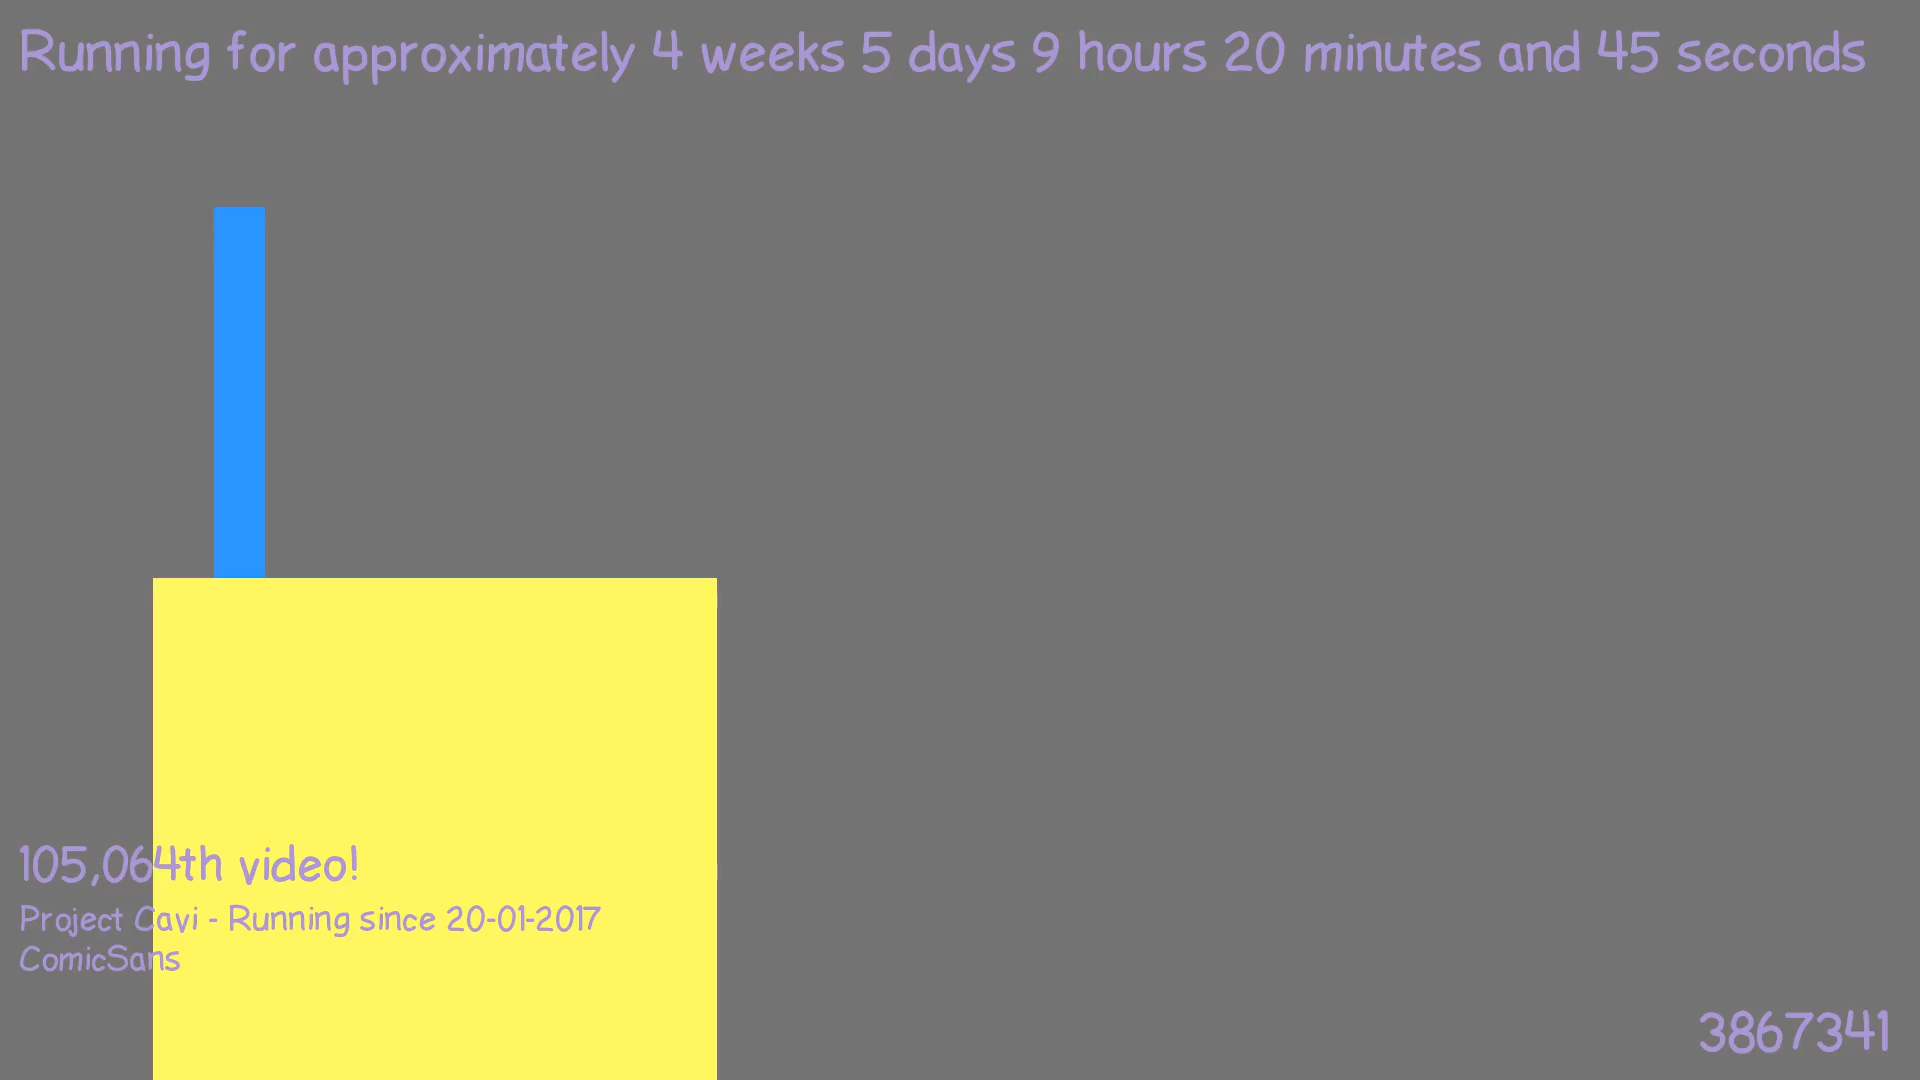 Running for approximately 4 weeks 5 days 9 hours 20 minutes and 45 seconds
105,064th video!
Project Cavi - Running since 20-01-2017
ComicSans
3867341